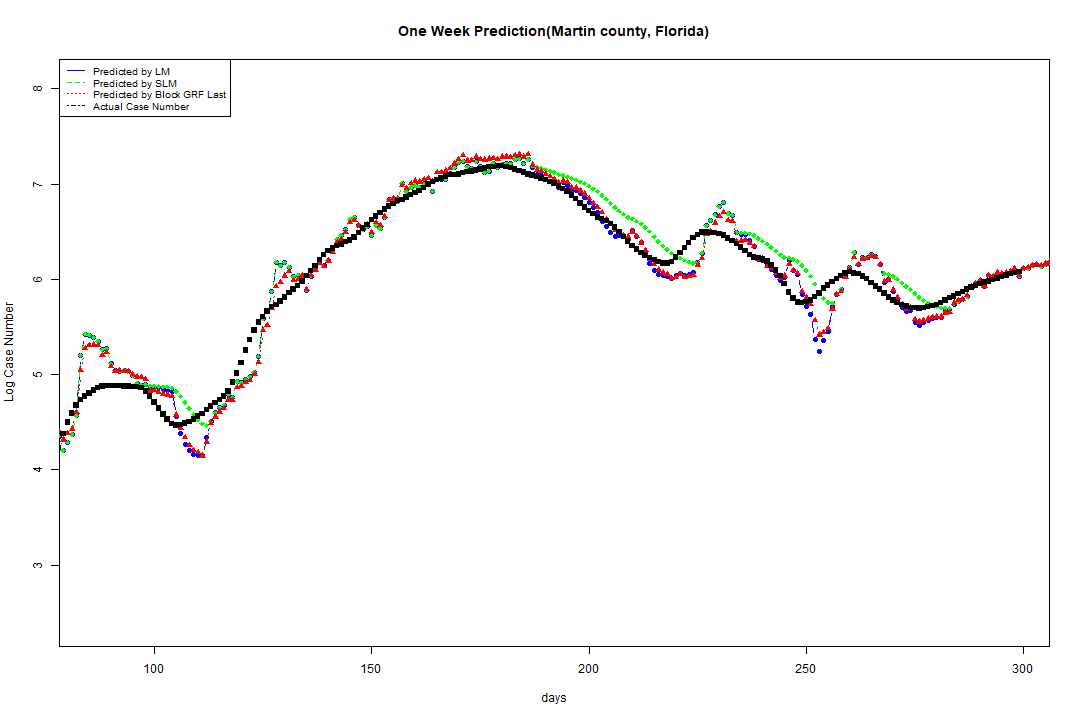 One Week Prediction(Martin county, Florida)
Predicted by LM
Predicted by SLM
Predicted by Block GRF Last
Actual Case Number
8
7
6
5
4
3
Log Case Number
100 150 200 250 300
days